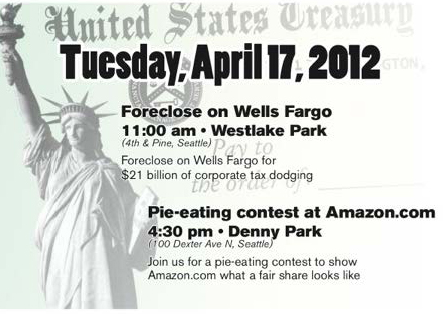 United States Treasury
Tuesday, April 17, 2012
GTON,
Foreclose on Wells Fargo
11:00 am • Westlake Park
(4th & Pine, Seattle)
Pay to
Foreclose on Wells Fargo for
$21 billion of corporate tax dodging
the order of
Pie-eating contest at Amazon.com
4:30 pm • Denny Park
(100 Dexter Ave N, Seattle)
Join us for a pie-eating contest to show
Amazon.com what a fair share looks like